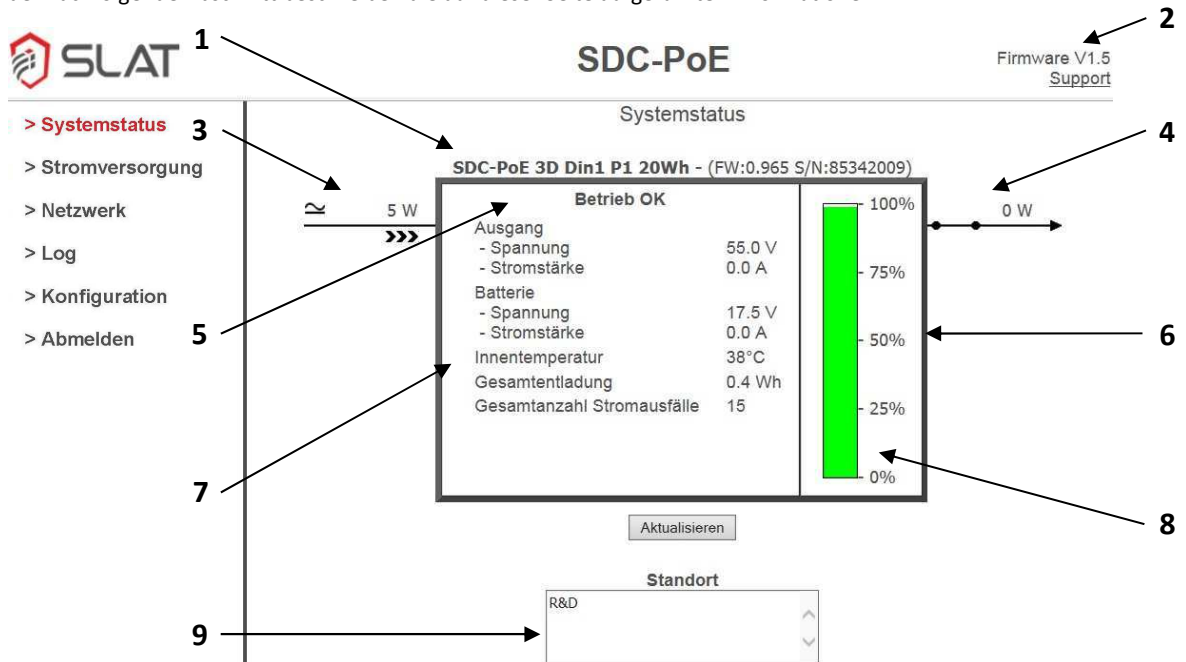 SLAT
1
SDC-PoE
2
Firmware V1.5
Support
> Systemstatus
> Stromversorgung
> Netzwerk
> Log
> Konfiguration
> Abmelden
Systemstatus
3
4
SDC-PoE 3D Din1 P1 20Wh - (FW:0.965 S/N:85342009)
5 W
0 W
Betrieb OK
Ausgang
- Spannung 55.0 V
- Stromstärke 0.0 A
Batterie
- Spannung 17.5 V
- Stromstärke 0.0 A
Innentemperatur 38°C
Gesamtentladung 0.4 Wh
Gesamtanzahl Stromausfälle 15
100%
75%
50%
25%
0%
5
6
7
8
Aktualisieren
Standort
R&D
9